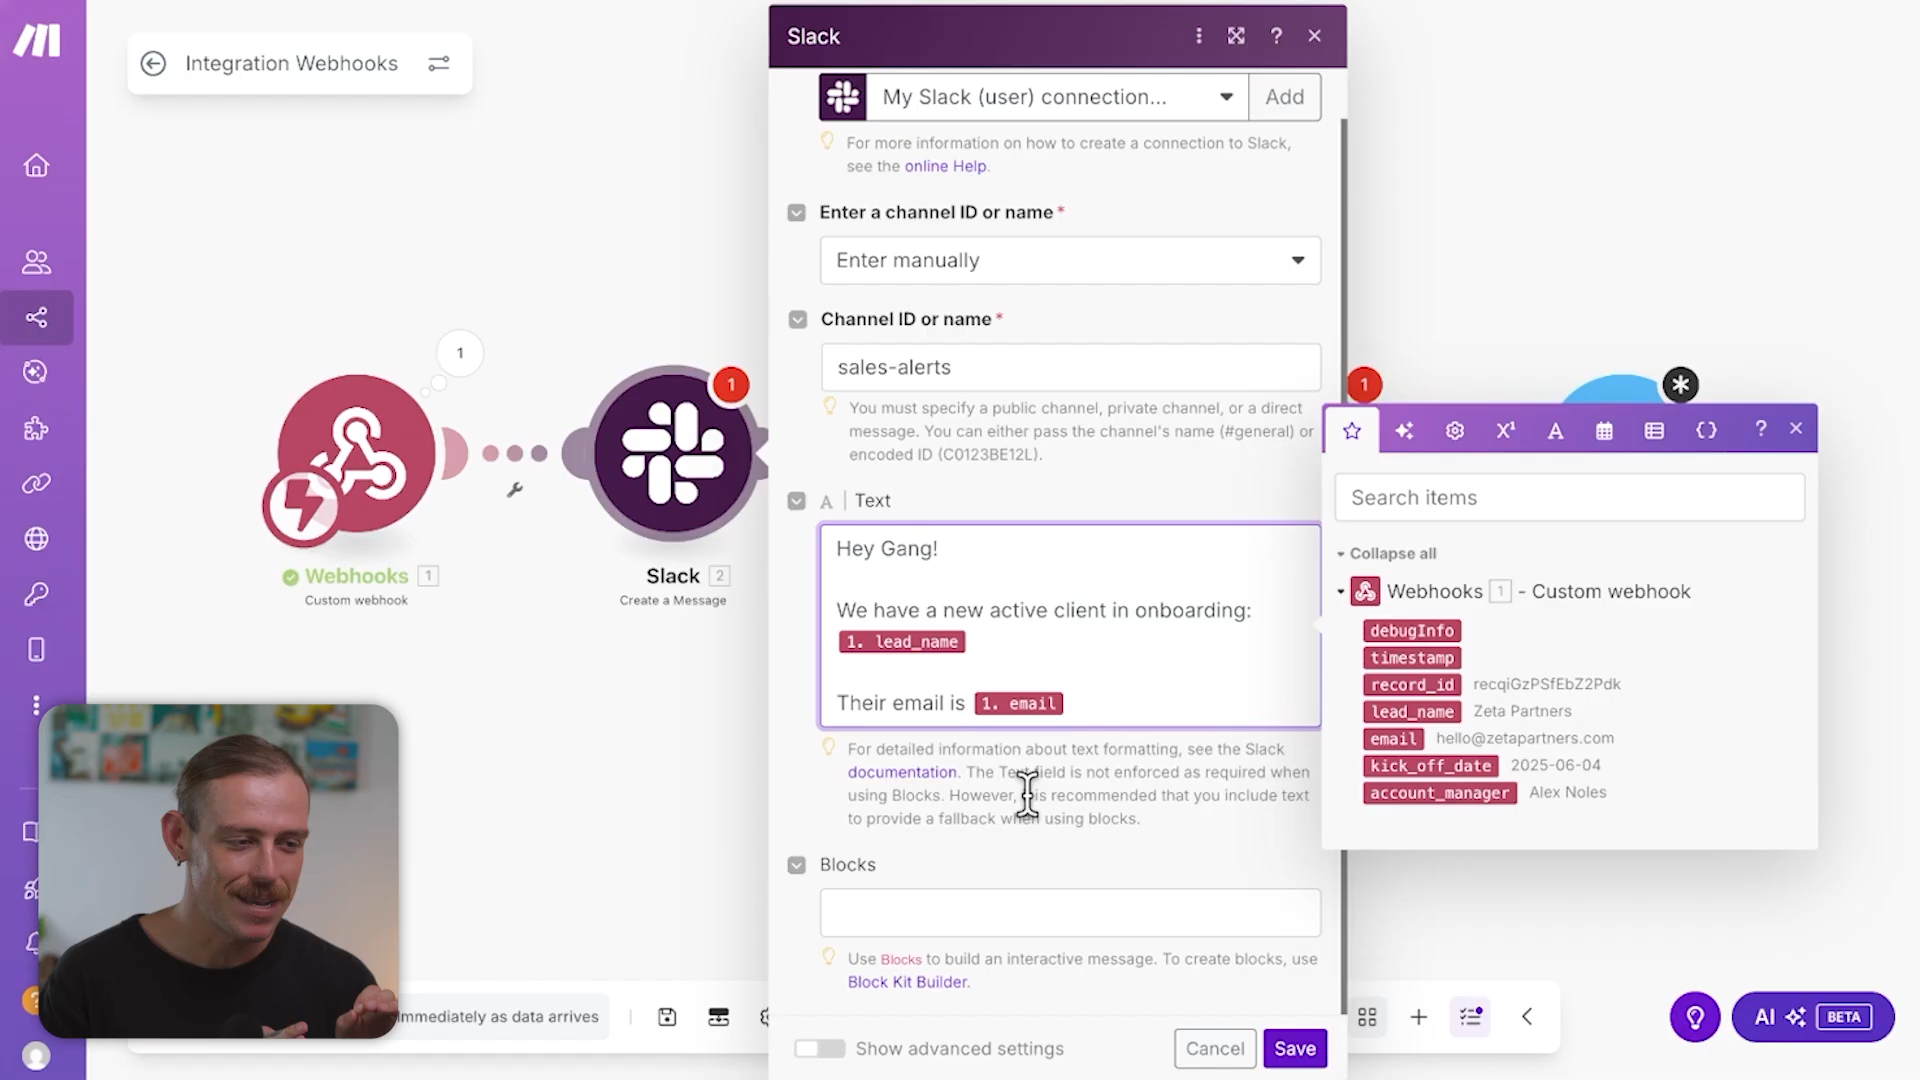 Integration Webhooks
1
Webhooks 1
Custom webhook
1
Slack 2
Create a Message
Immediately as data arrives
Slack
?
My Slack (user) connection...
Add
For more information on how to create a connection to Slack,
see the online Help.
Enter a channel ID or name *
Enter manually
Channel ID or name *
sales-alerts
You must specify a public channel, private channel, or a direct
message. You can either pass the channel's name (#general) or
encoded ID (C0123BE12L).
A | Text
Hey Gang!
We have a new active client in onboarding:
1. lead_name
Their email is 1. email
For detailed information about text formatting, see the Slack
documentation. The Text field is not enforced as required when
using Blocks. However, is recommended that you include text
to provide a fallback when using blocks.
Blocks
Use Blocks to build an interactive message. To create blocks, use
Block Kit Builder.
Show advanced settings
Cancel
Save
1
X¹
A
{}
?
Search items
Collapse all
Webhooks 1 - Custom webhook
debugInfo
timestamp
record_id recqiGzPSfEbZ2Pdk
lead_name Zeta Partners
email hello@zetapartners.com
kick_off_date 2025-06-04
account_manager Alex Noles
AI BETA